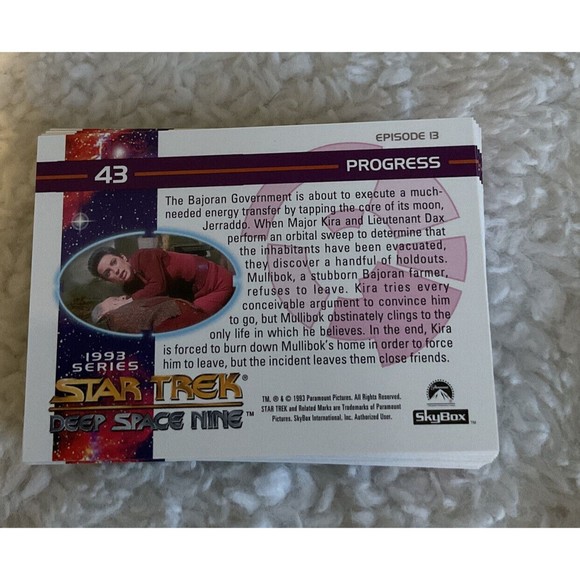 EPISODE 13
43 PROGRESS
The Bajoran Government is about to execute a much-
needed energy transfer by tapping the core of its moon,
Jerraddo. When Major Kira and Lieutenant Dax
perform an orbital sweep to determine that
the inhabitants have been evacuated,
they discover a handful of holdouts.
Mullibok, a stubborn Bajoran farmer,
refuses to leave. Kira tries every
conceivable argument to convince him
to go, but Mullibok obstinately clings to the
only life in which he believes. In the end, Kira
is forced to burn down Mullibok's home in order to force
him to leave, but the incident leaves them close friends.
1993
SERIES
STAR TREK®
DEEP SPACE NINE™
TM, ® & © 1993 Paramount Pictures. All Rights Reserved.
STAR TREK and Related Marks are Trademarks of Paramount
Pictures. SkyBox International, Inc. Authorized User.
SkyBox™